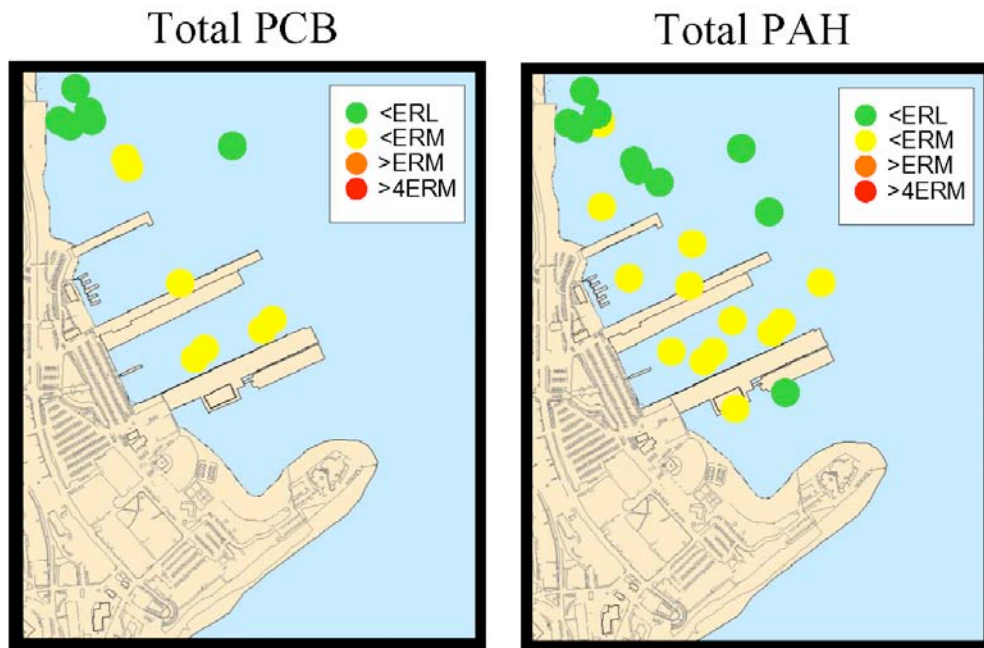 Total PCB
<ERL
<ERM
>ERM
>4ERM
Total PAH
<ERL
<ERM
>ERM
>4ERM